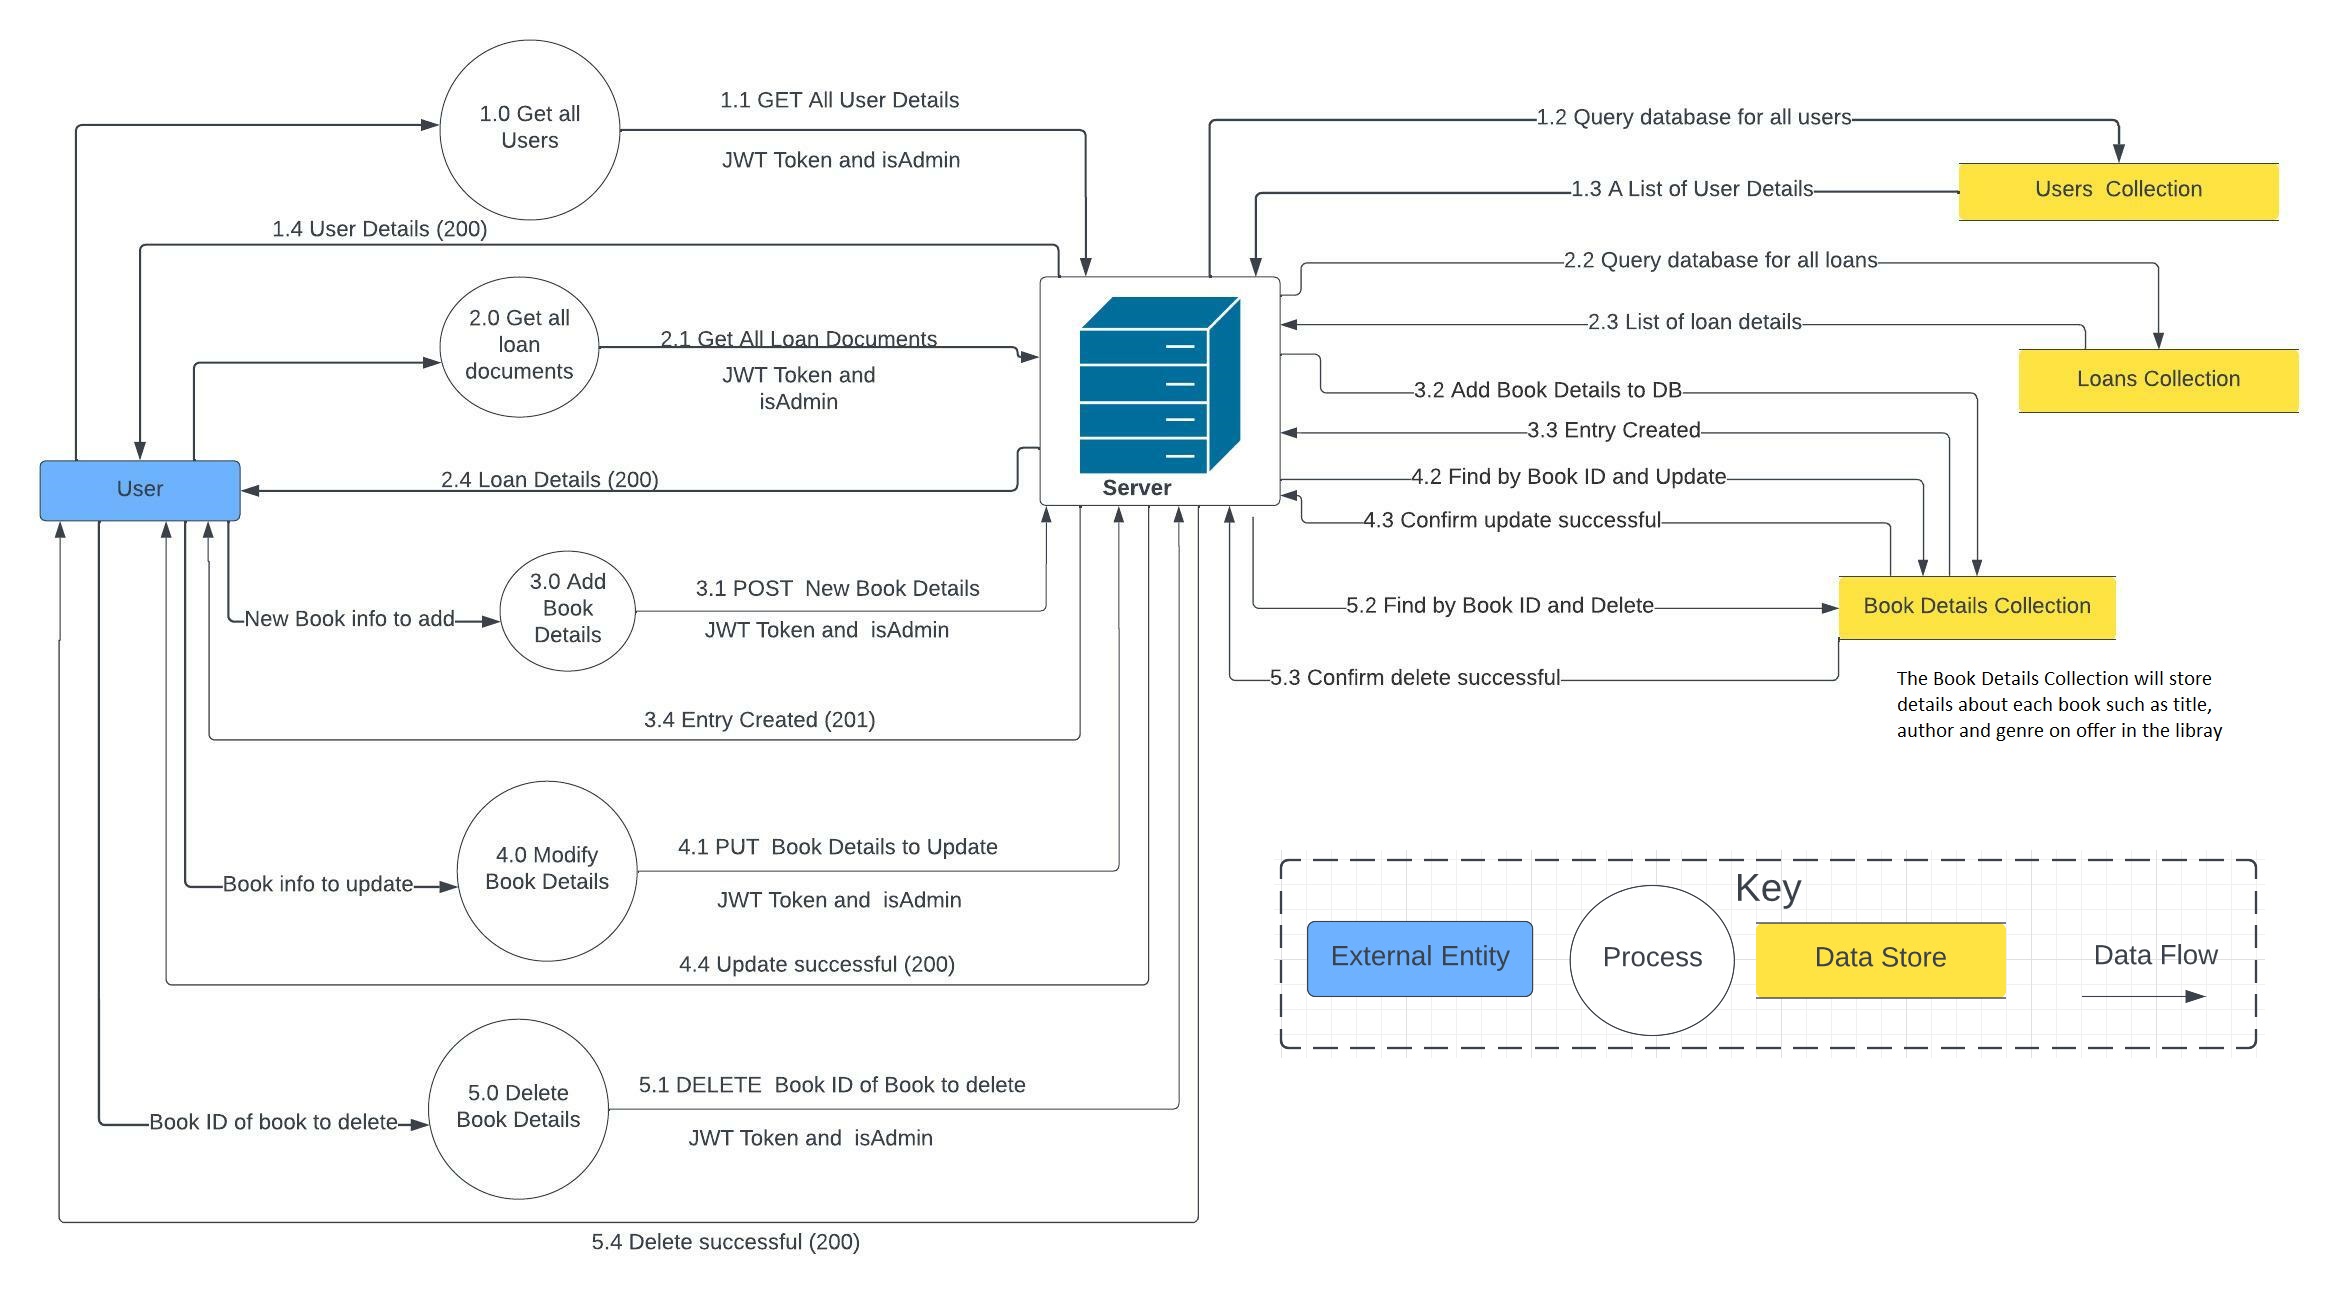 1.0 Get all
Users
1.1 GET All User Details
JWT Token and isAdmin
1.2 Query database for all users
1.3 A List of User Details
Users  Collection
1.4 User Details (200)
2.0 Get all
loan
documents
2.1 Get All Loan Documents
JWT Token and
isAdmin
2.2 Query database for all loans
2.3 List of loan details
Loans Collection
3.2 Add Book Details to DB
3.3 Entry Created
User
2.4 Loan Details (200)
Server
4.2 Find by Book ID and Update
4.3 Confirm update successful
3.0 Add
Book
Details
New Book info to add
3.1 POST  New Book Details
JWT Token and  isAdmin
5.2 Find by Book ID and Delete
Book Details Collection
5.3 Confirm delete successful
The Book Details Collection will store
details about each book such as title,
author and genre on offer in the libray
3.4 Entry Created (201)
4.0 Modify
Book Details
Book info to update
4.1 PUT  Book Details to Update
JWT Token and  isAdmin
4.4 Update successful (200)
Key
External Entity
Process
Data Store
Data Flow
5.0 Delete
Book Details
Book ID of book to delete
5.1 DELETE  Book ID of Book to delete
JWT Token and  isAdmin
5.4 Delete successful (200)